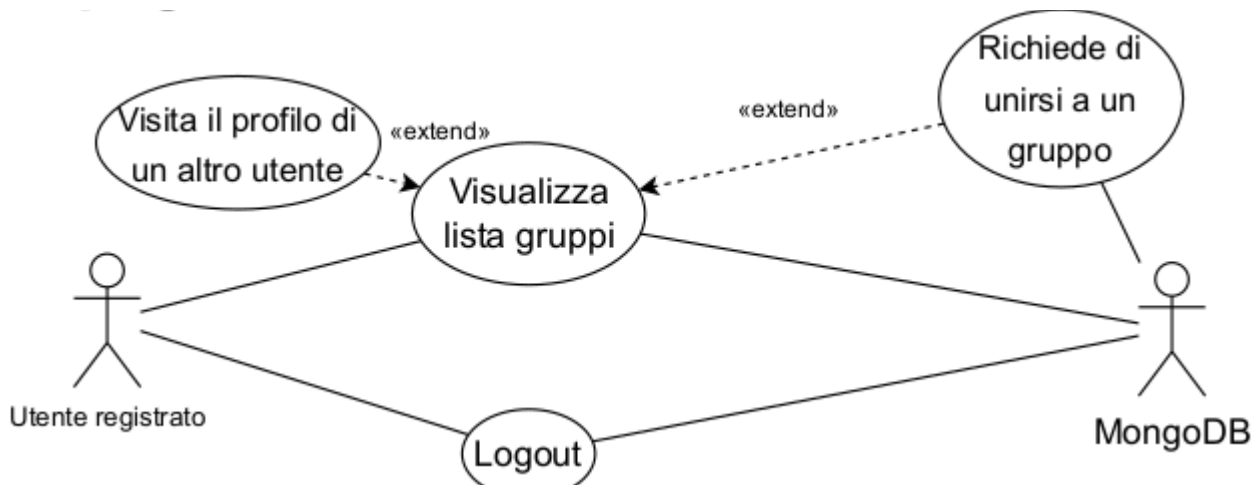 Richiede di
unirsi a un
gruppo
«extend»
Visita il profilo di
un altro utente
«extend»
Visualizza
lista gruppi
Utente registrato
MongoDB
Logout